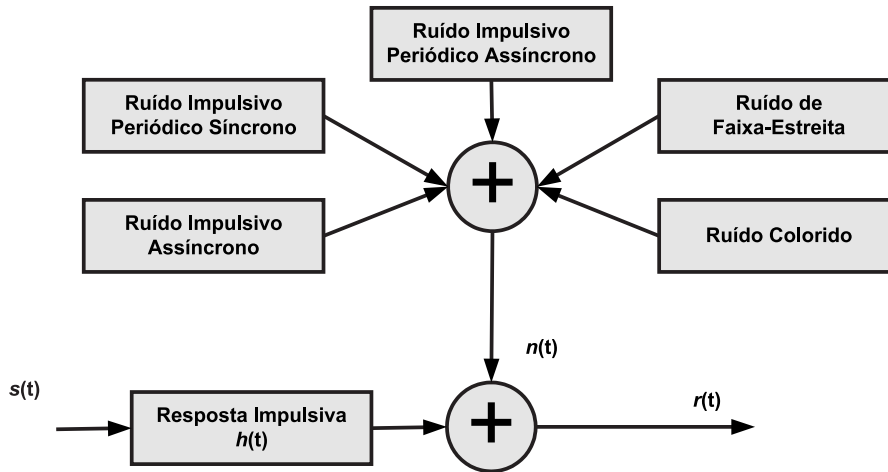 Ruído Impulsivo
Periódico Assíncrono
Ruído Impulsivo
Periódico Síncrono
Ruído de
Faixa-Estreita
Ruído Impulsivo
Assíncrono
Ruído Colorido
n(t)
s(t)
Resposta Impulsiva
h(t)
r(t)